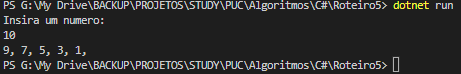 PS G:\My Drive\BACKUP\PROJETOS\STUDY\PUC\Algoritmos\C#\Roteiro5> dotnet run
Insira um numero:
10
9, 7, 5, 3, 1,
PS G:\My Drive\BACKUP\PROJETOS\STUDY\PUC\Algoritmos\C#\Roteiro5>